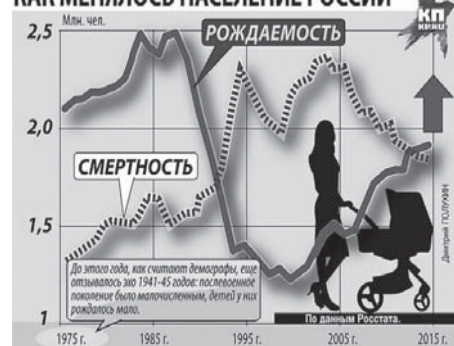 КАК МЕНЯЛОСЬ НАСЕЛЕНИЕ РОССИИ
КП
KP.RU
Млн. чел.
2,5
РОЖДАЕМОСТЬ
2,0
СМЕРТНОСТЬ
1,5
Дмитрий ПОЛУХИН
До этого года, как считают демографы, еще
отзывалось эхо 1941-45 годов: послевоенное
поколение было малочисленным, детей у них
рождалось мало.
По данным Росстата.
1
1975 г.
1985 г.
1995 г.
2005 г.
2015 г.